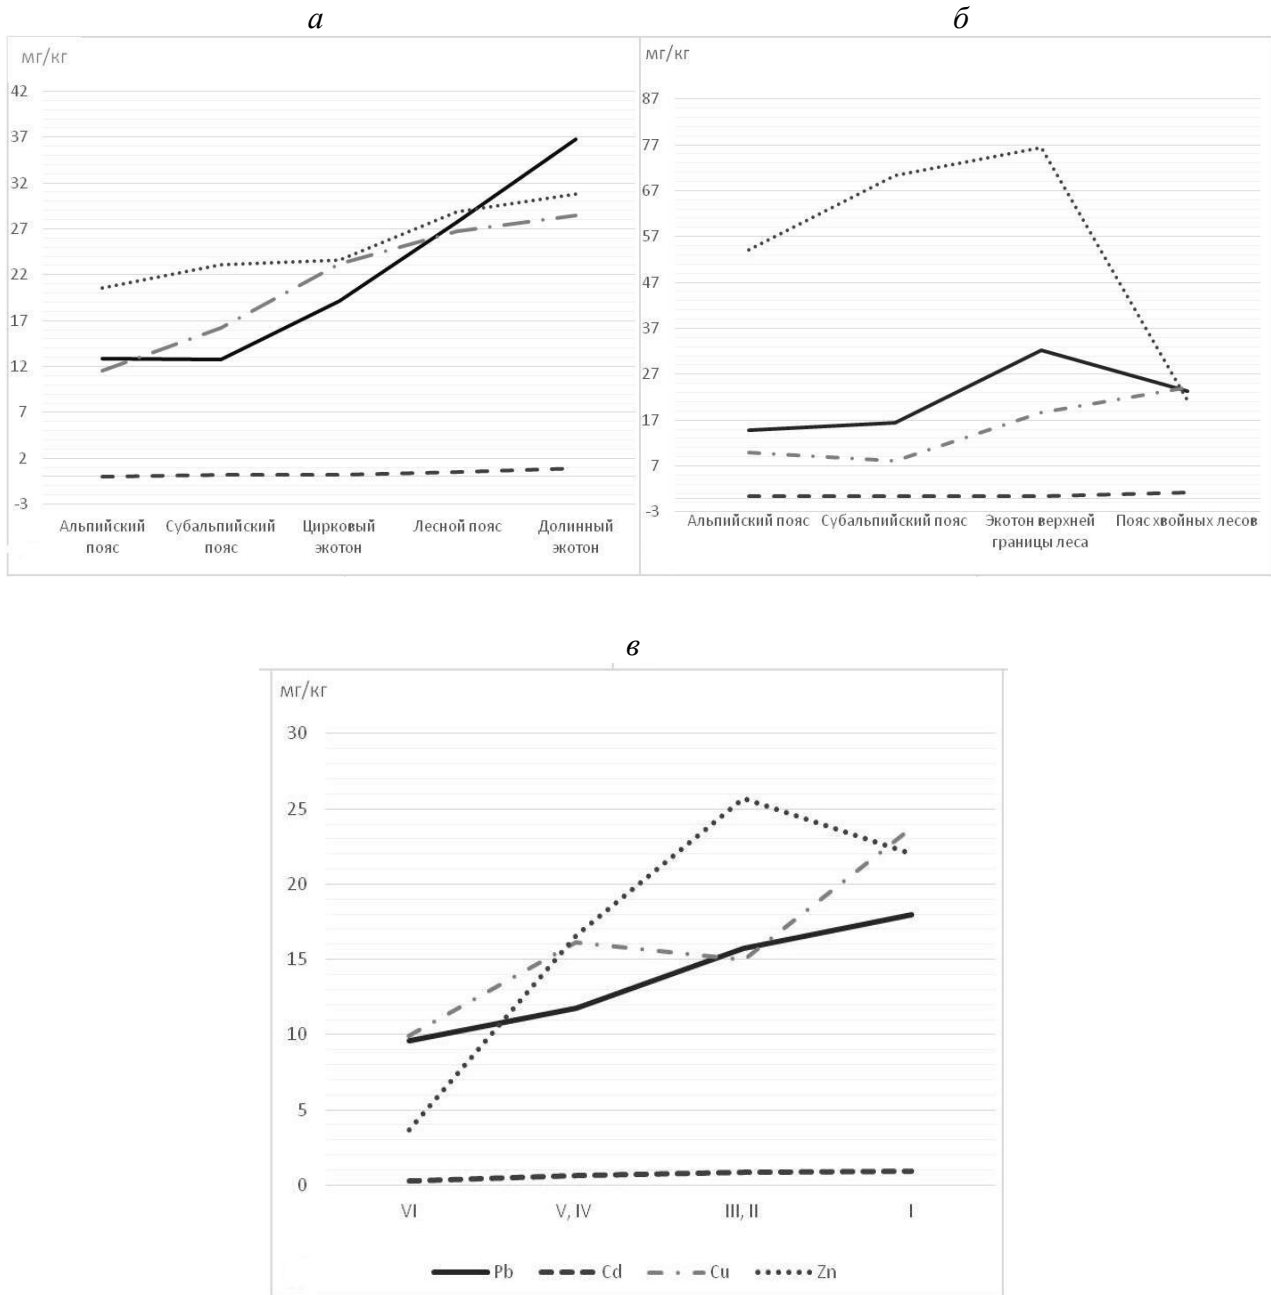 а
б
мг/кг
42
37
32
27
22
17
12
7
2
-3
Альпийский
пояс
Субальпийский
пояс
Цирковый
экотон
Лесной пояс
Долинный
экотон
мг/кг
87
77
67
57
47
37
27
17
7
-3
Альпийский пояс
Субальпийский пояс
Экотон верхней
границы леса
Пояс хвойных лесов
в
мг/кг
30
25
20
15
10
5
0
VI
V, IV
III, II
I
Pb Cd Cu Zn